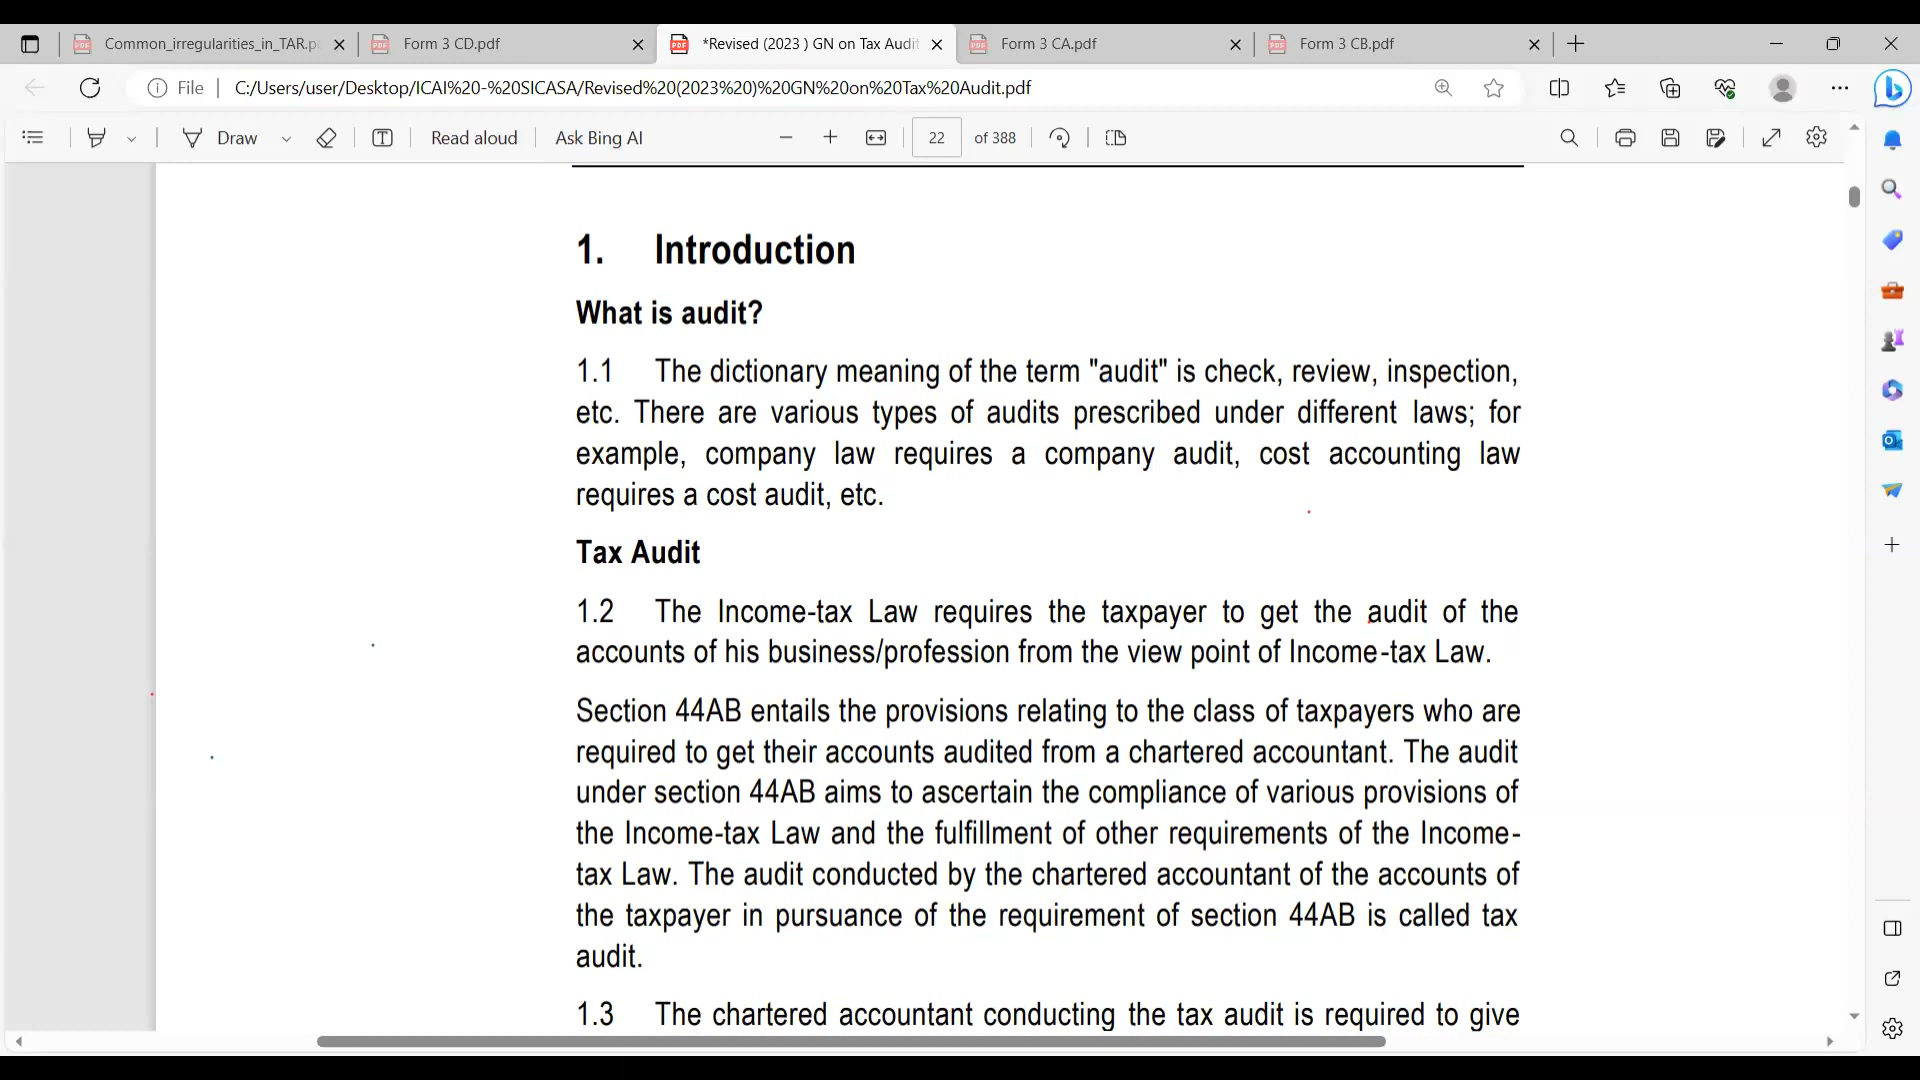 Common_irregularities_in_TAR.p
Form 3 CD.pdf
*Revised (2023 ) GN on Tax Audit
Form 3 CA.pdf
Form 3 CB.pdf
File
C:/Users/user/Desktop/ICAI%20-%20SICASA/Revised%20(2023%20)%20GN%20on%20Tax%20Audit.pdf
Draw
Read aloud
Ask Bing AI
22
of 388
1. Introduction
What is audit?
1.1 The dictionary meaning of the term "audit" is check, review, inspection,
etc. There are various types of audits prescribed under different laws; for
example, company law requires a company audit, cost accounting law
requires a cost audit, etc.
Tax Audit
1.2 The Income-tax Law requires the taxpayer to get the audit of the
accounts of his business/profession from the view point of Income-tax Law.
Section 44AB entails the provisions relating to the class of taxpayers who are
required to get their accounts audited from a chartered accountant. The audit
under section 44AB aims to ascertain the compliance of various provisions of
the Income-tax Law and the fulfillment of other requirements of the Income-
tax Law. The audit conducted by the chartered accountant of the accounts of
the taxpayer in pursuance of the requirement of section 44AB is called tax
audit.
1.3 The chartered accountant conducting the tax audit is required to give